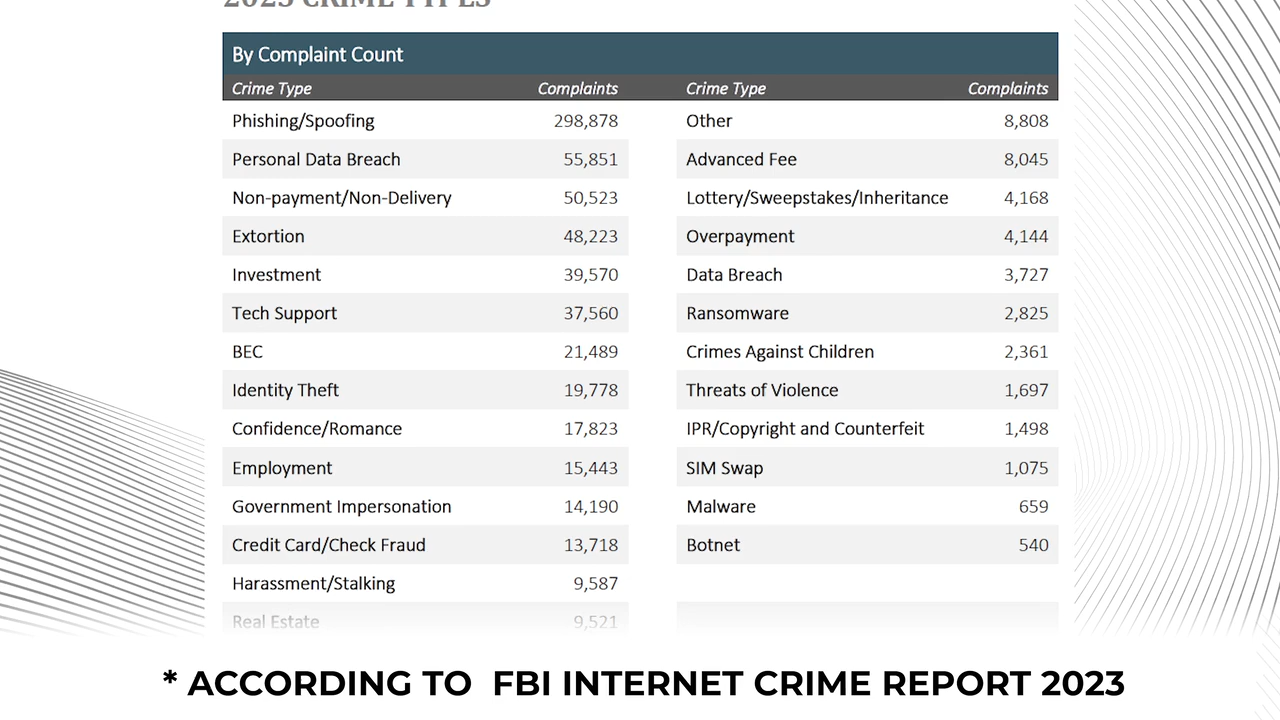 2023 CRIME TYPES
By Complaint Count
Crime Type Complaints Crime Type Complaints
Phishing/Spoofing 298,878 Other 8,808
Personal Data Breach 55,851 Advanced Fee 8,045
Non-payment/Non-Delivery 50,523 Lottery/Sweepstakes/Inheritance 4,168
Extortion 48,223 Overpayment 4,144
Investment 39,570 Data Breach 3,727
Tech Support 37,560 Ransomware 2,825
BEC 21,489 Crimes Against Children 2,361
Identity Theft 19,778 Threats of Violence 1,697
Confidence/Romance 17,823 IPR/Copyright and Counterfeit 1,498
Employment 15,443 SIM Swap 1,075
Government Impersonation 14,190 Malware 659
Credit Card/Check Fraud 13,718 Botnet 540
Harassment/Stalking 9,587
Real Estate 9,521
* ACCORDING TO FBI INTERNET CRIME REPORT 2023